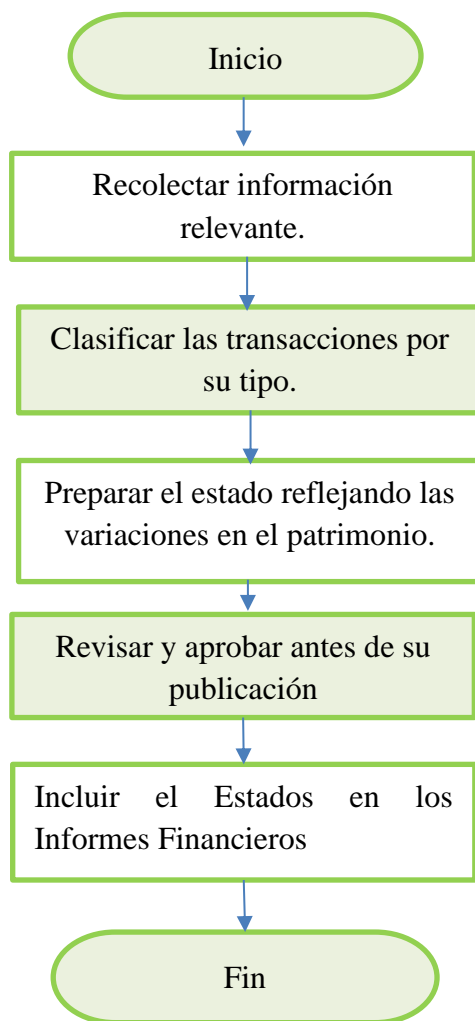 Inicio
Recolectar información
relevante.
Clasificar las transacciones por
su tipo.
Preparar el estado reflejando las
variaciones en el patrimonio.
Revisar y aprobar antes de su
publicación
Incluir el Estados en los
Informes Financieros
Fin